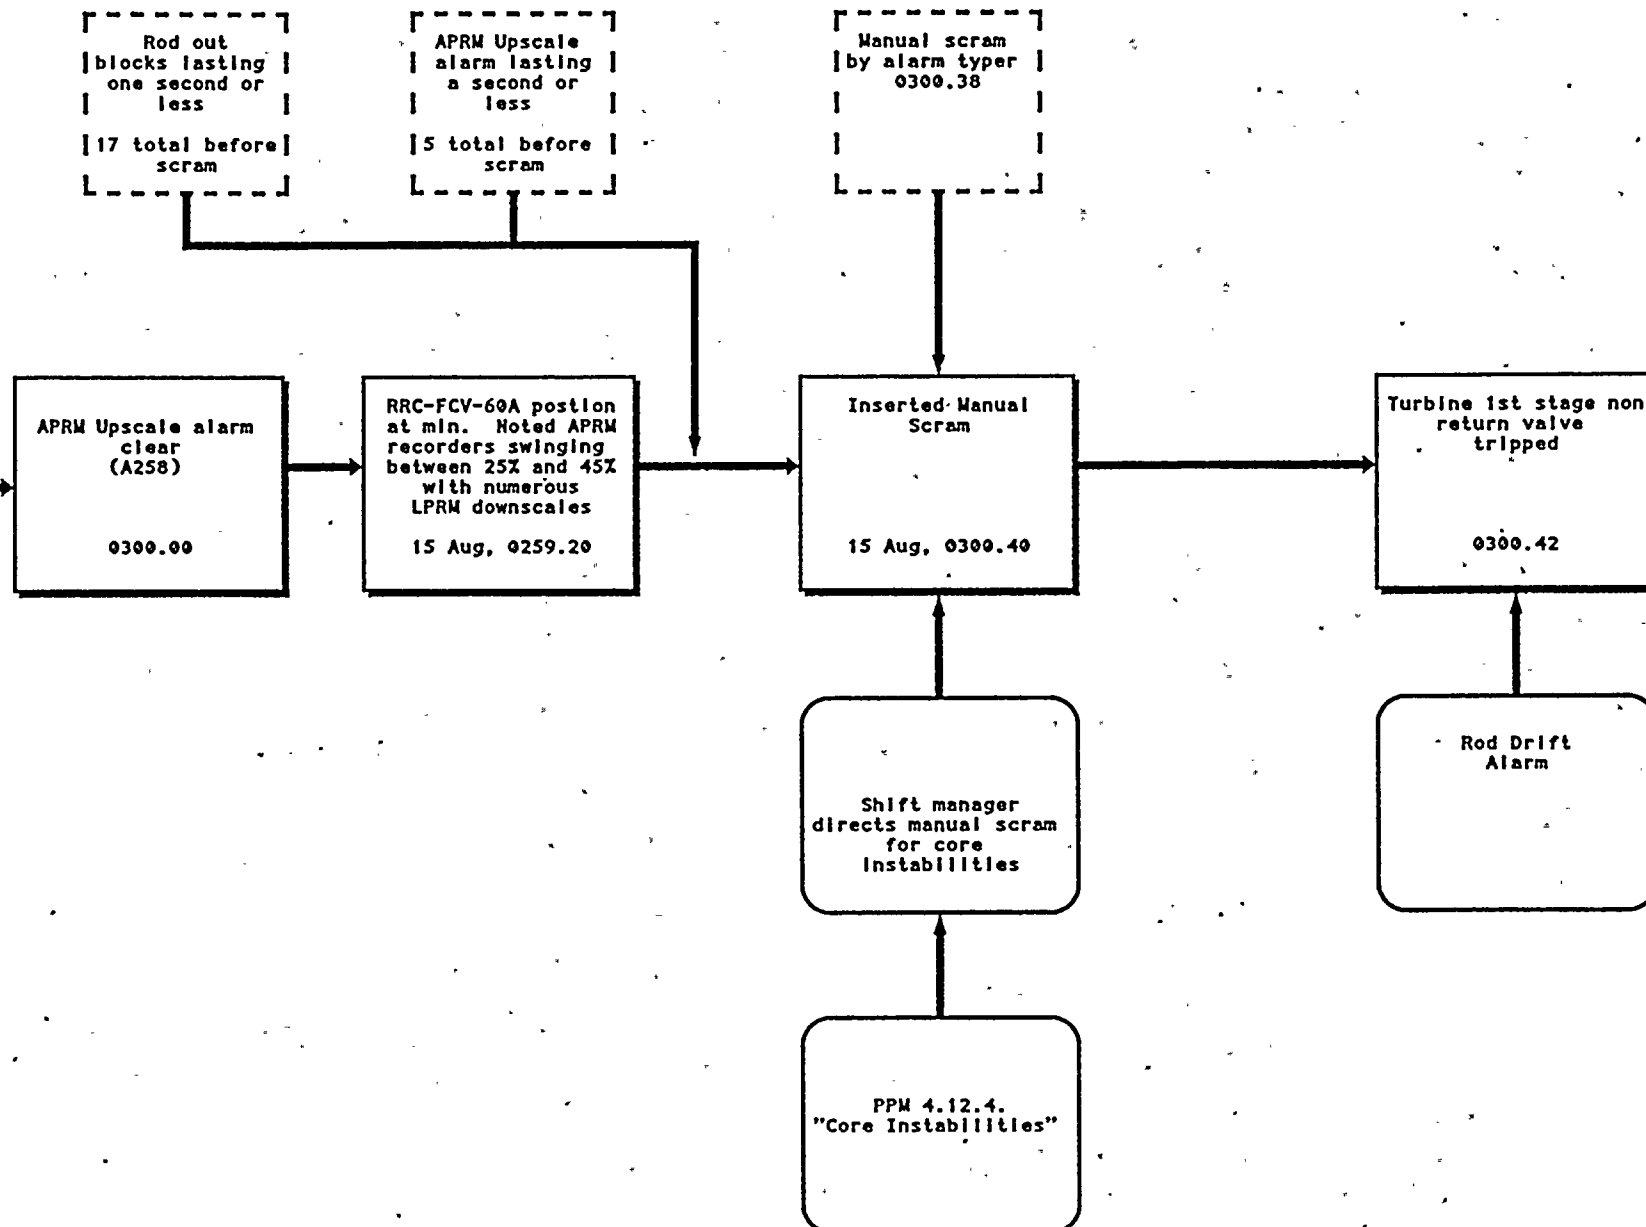 Rod out
blocks lasting
one second or
less
17 total before
scram
APRM Upscale
alarm lasting
a second or
less
5 total before
scram
Manual scram
by alarm typer
0300.38
APRM Upscale alarm
clear
(A258)
0300.00
RRC-FCV-60A postion
at min. Noted APRM
recorders swinging
between 25% and 45%
with numerous
LPRM downscales
15 Aug, 0259.20
Inserted Manual
Scram
15 Aug, 0300.40
Turbine 1st stage non
return valve
tripped
0300.42
Shift manager
directs manual scram
for core
instabilities
Rod Drift
Alarm
PPM 4.12.4.
"Core Instabilities"